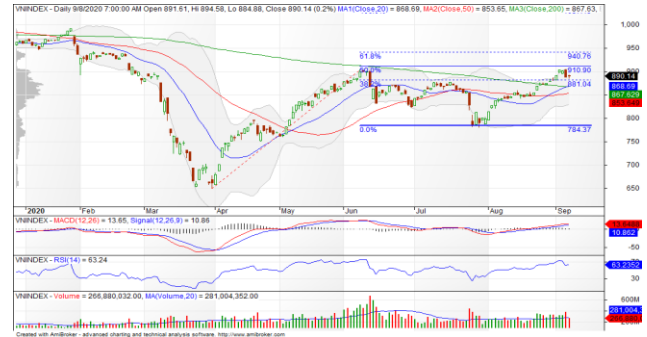 VNINDEX - Daily 9/8/2020 7:00:00 AM Open 891.61, Hi 894.58, Lo 884.88, Close 890.14 (0.2%) MA1(Close,20) = 868.69, MA2(Close,50) = 853.65, MA3(Close,200) = 867.63,
1,000
950
61.8% 940.76
900
50.0% 910.90
890.14
38.2% 881.04
868.69
867.629
850
800
0.0% 784.37
750
700
650
2020 Feb Mar Apr May Jun Jul Aug Sep
VNINDEX - MACD(12,26) = 13.65, Signal(12,26,9) = 10.86
10.862
-50
VNINDEX - RSI(14) = 63.24
63.2352
30
VNINDEX - Volume = 266,880,032.00, MA(Volume,20) = 281,004,352.00
600M
281,004,3
Created with AmiBroker - advanced charting and technical analysis software. http://www.amibroker.com